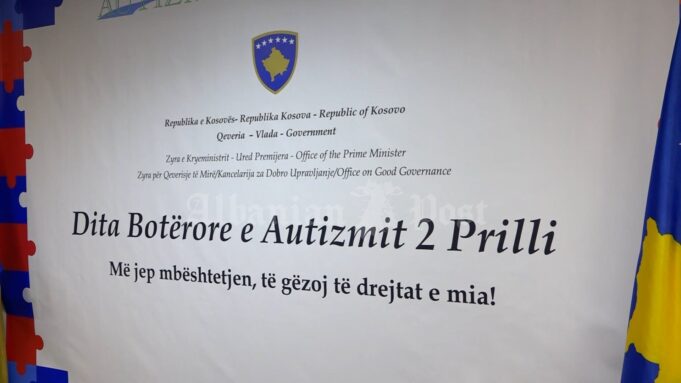 Republika e Kosovës- Republika Kosova - Republic of Kosovo
Qeveria - Vlada - Government
Zyra e Kryeministrit - Ured Premijera - Office of the Prime Minister
Zyra për Qeverisje të Mirë/Kancelarija za Dobro Upravljanje/Office on Good Governance
Albanian Post
Dita Botërore e Autizmit 2 Prilli
Më jep mbështetjen, të gëzoj të drejtat e mia!